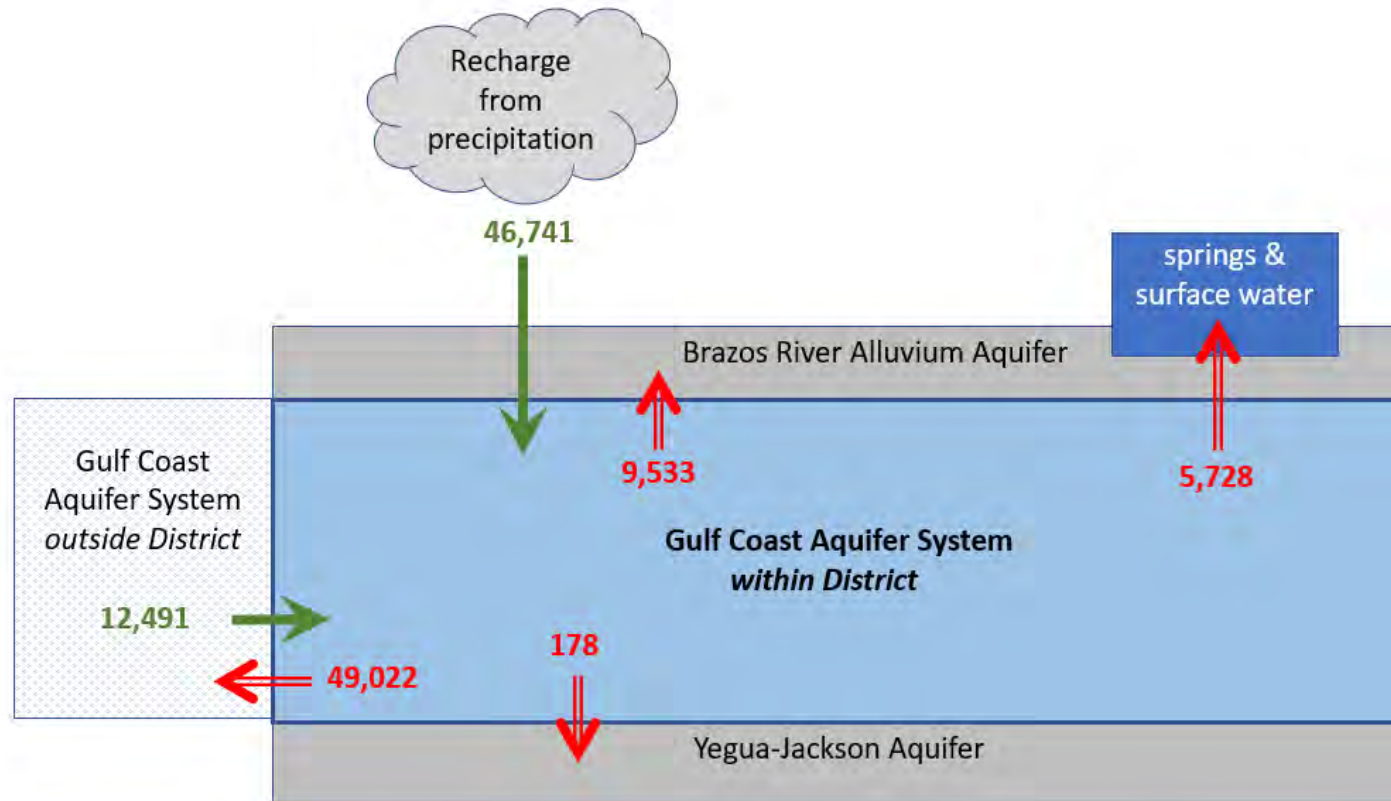 Recharge
from
precipitation
46,741
springs &
surface water
Brazos River Alluvium Aquifer
9,533
5,728
Gulf Coast
Aquifer System
outside District
Gulf Coast Aquifer System
within District
12,491
49,022
178
Yegua-Jackson Aquifer